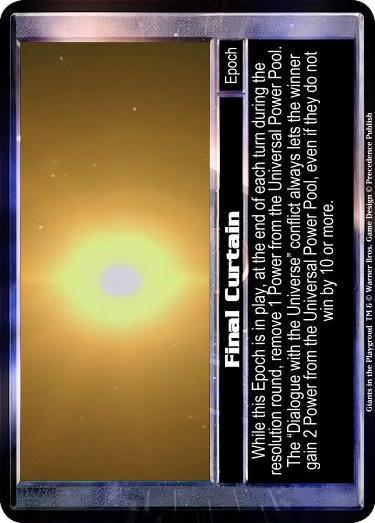 Final Curtain
Epoch
While this Epoch is in play, at the end of each turn during the
resolution round, remove 1 Power from the Universal Power Pool.
The "Dialogue with the Universe" conflict always lets the winner
gain 2 Power from the Universal Power Pool, even if they do not
win by 10 or more.
Giants in the Playgroud TM & © Warner Bros. Game Design © Precedence Publish